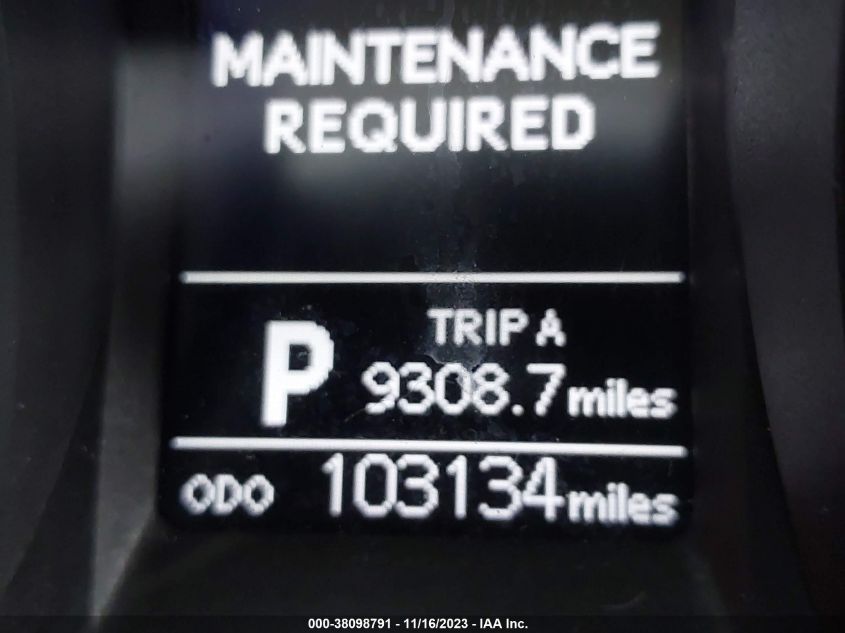 MAINTENANCE
REQUIRED
TRIP A
P 9308.7 miles
ODO 103134 miles
000-38098791 - 11/16/2023 - IAA Inc.